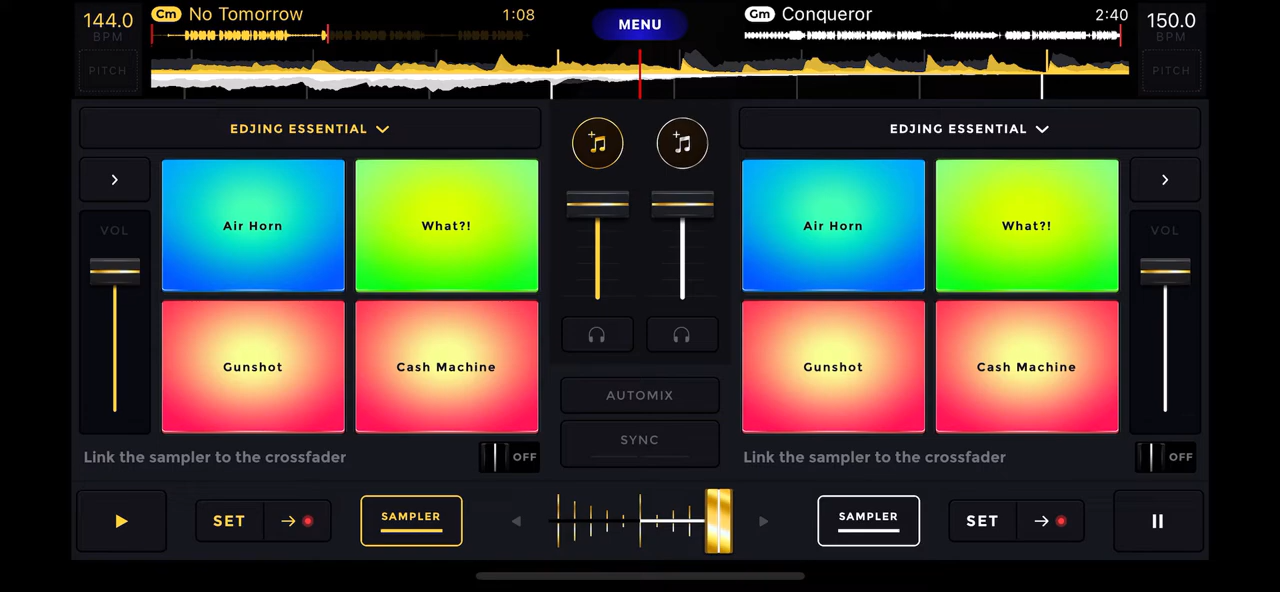 144.0
BPM
PITCH
Cm No Tomorrow 1:08
MENU
Gm Conqueror 2:40
150.0
BPM
PITCH
EDJING ESSENTIAL
VOL
Air Horn
What?!
Gunshot
Cash Machine
Link the sampler to the crossfader
OFF
AUTOMIX
SYNC
EDJING ESSENTIAL
Air Horn
What?!
Gunshot
Cash Machine
VOL
Link the sampler to the crossfader
OFF
SET
SAMPLER
SAMPLER
SET